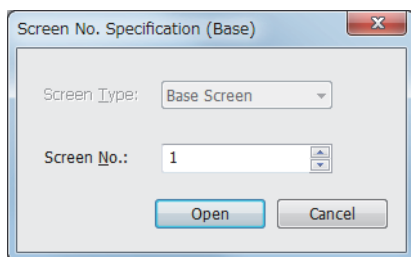 Screen No. Specification (Base)
Screen Type: Base Screen
Screen No.: 1
Open Cancel